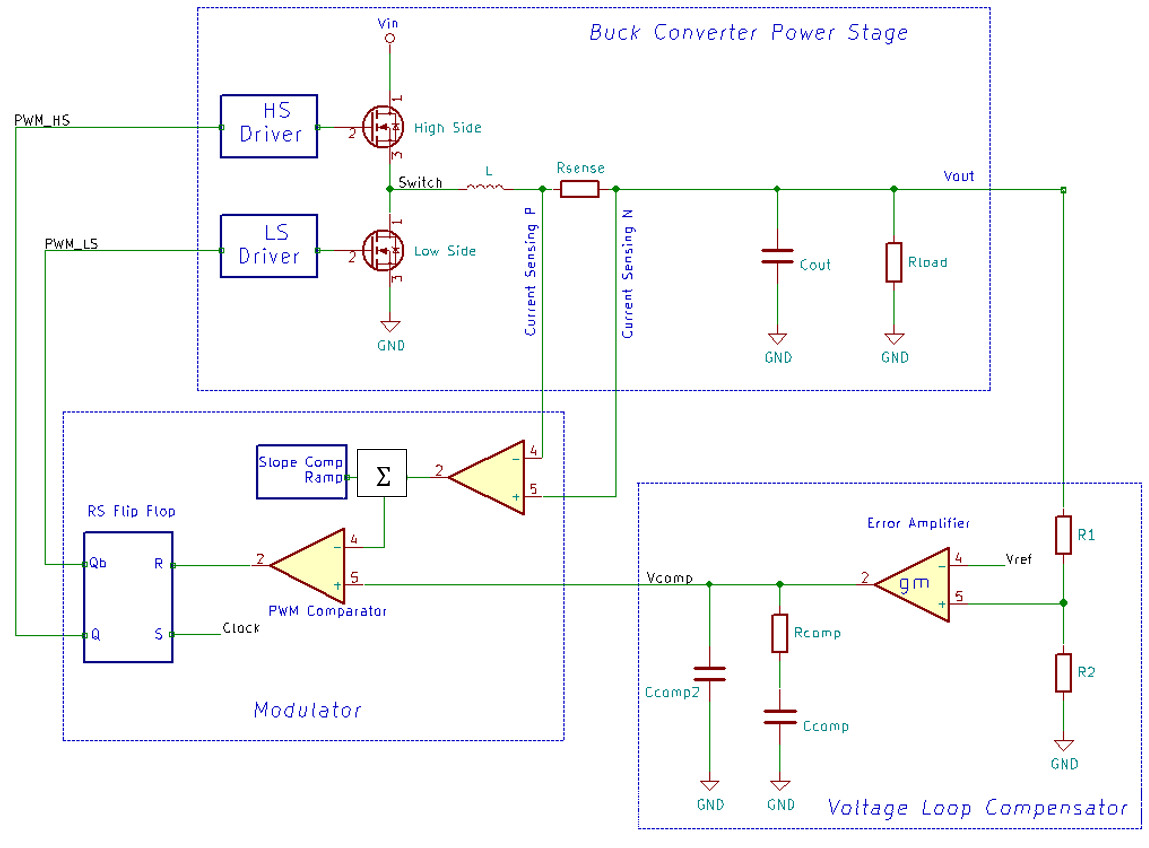 Vin
Buck Converter Power Stage
PWM_HS
HS
Driver
1
2
3
High Side
Switch
L
Rsense
Vout
PWM_LS
LS
Driver
1
2
3
Low Side
Current Sensing P
Current Sensing N
Cout
Rload
GND
GND
GND
Slope Comp
Ramp
Σ
2
4
-
5
+
RS Flip Flop
Qb
R
Q
S
Clock
2
4
-
5
+
PWM Comparator
Modulator
Vcomp
Error Amplifier
2
gm
4
-
5
+
Vref
R1
R2
Rcomp
Ccomp2
Ccomp
GND
GND
GND
Voltage Loop Compensator